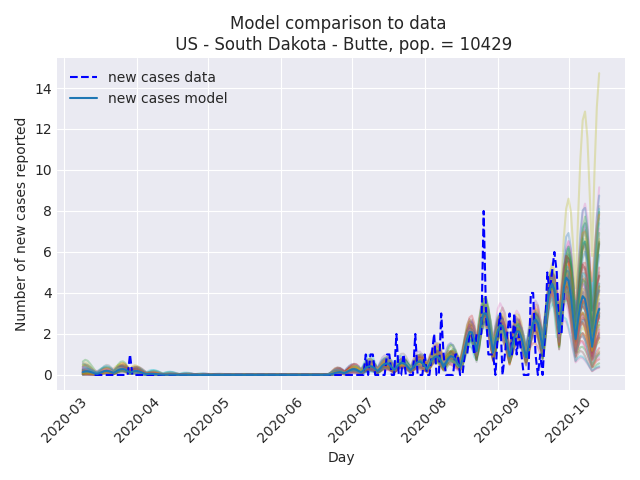 Model comparison to data
US - South Dakota - Butte, pop. = 10429
new cases data
new cases model
Number of new cases reported
14
12
10
8
6
4
2
0
2020-03
2020-04
2020-05
2020-06
2020-07
2020-08
2020-09
2020-10
Day